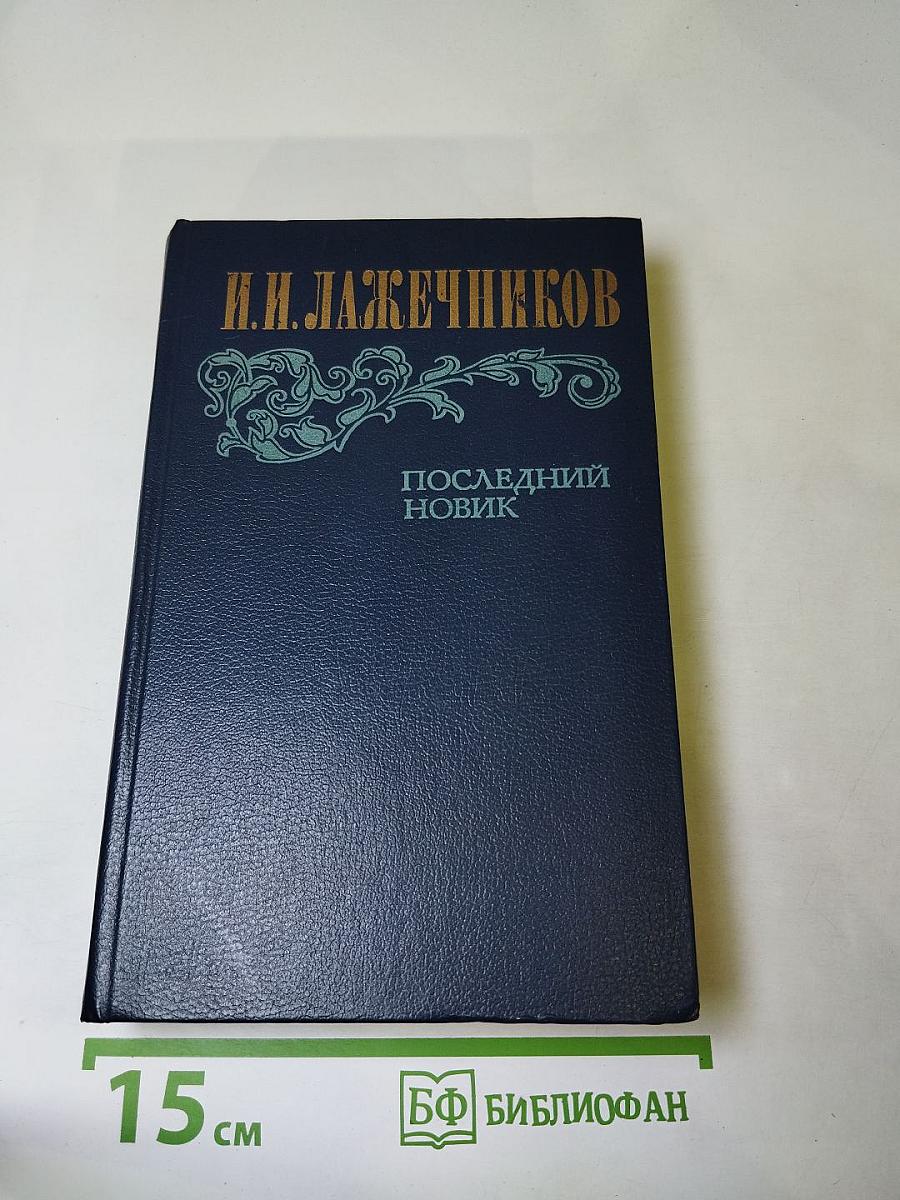 И. И. ЛАЖЕЧНИКОВ
ПОСЛЕДНИЙ
НОВИК
15 см
БФ БИБЛИОФАН